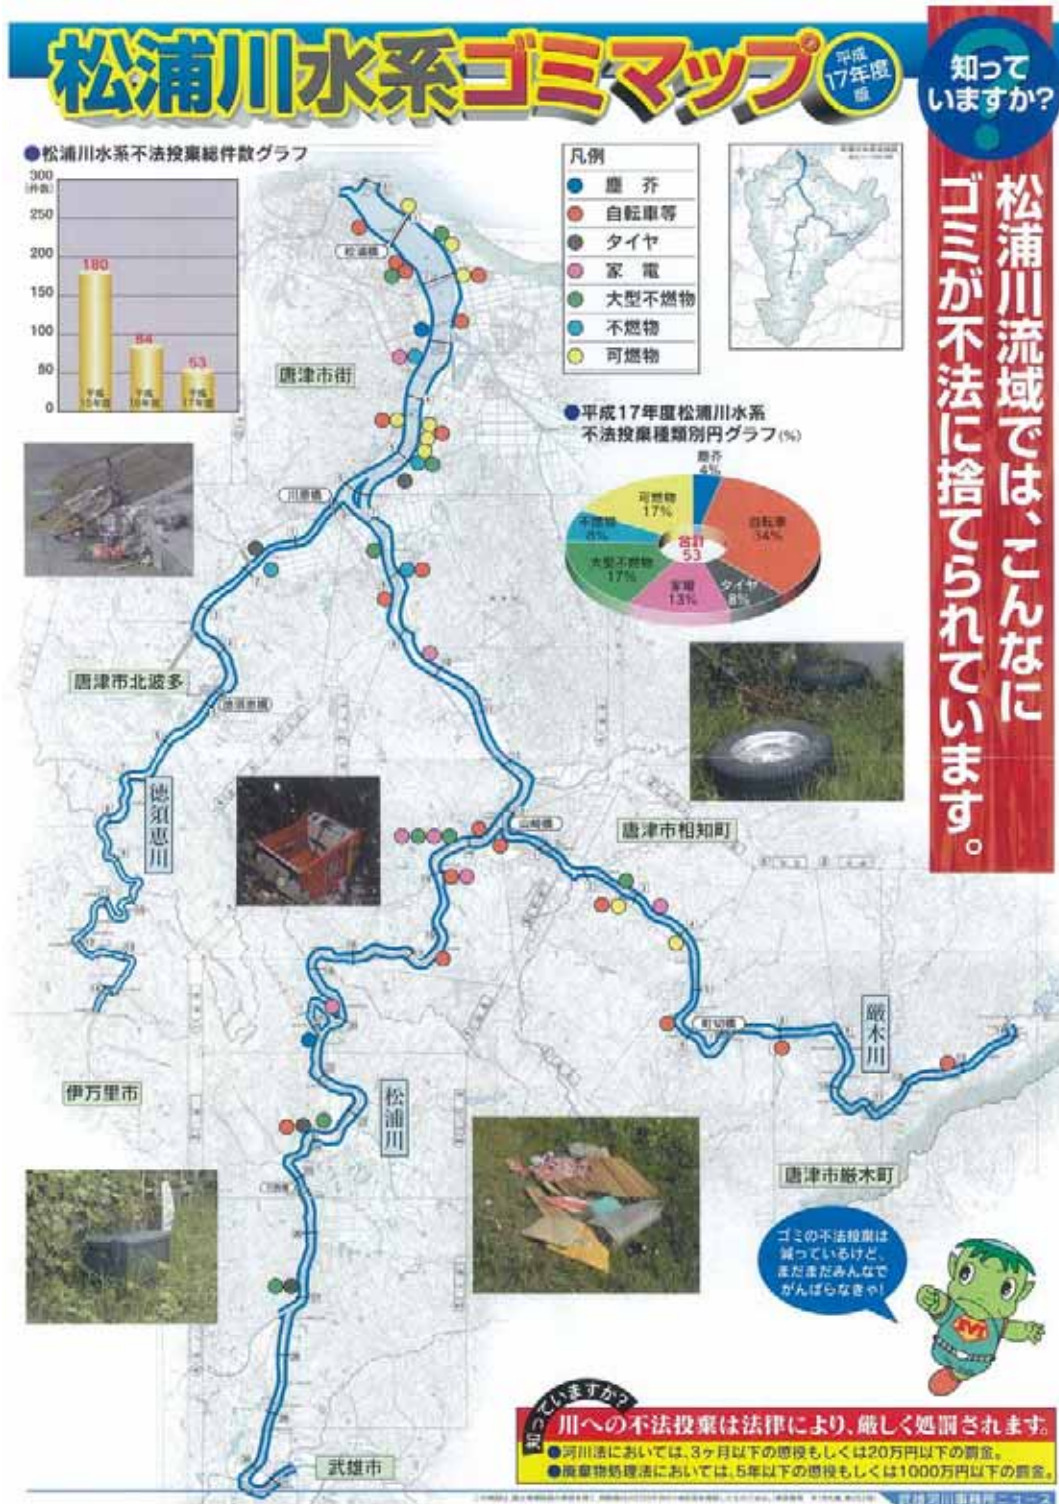 松浦川水系ゴミマップ
平成
17年度
版
知って
いますか?
松浦川流域では、こんなに
ゴミが不法に捨てられています。
●松浦川水系不法投棄総件数グラフ
300
(件数)
250
200
150
100
50
0
180
84
53
平成
15年度
平成
16年度
平成
17年度
凡例
塵芥
自転車等
タイヤ
家電
大型不燃物
不燃物
可燃物
●平成17年度松浦川水系
不法投棄種類別円グラフ(%)
塵芥
4%
自転車
34%
タイヤ
8%
家電
13%
大型不燃物
17%
不燃物
8%
可燃物
17%
合計
53
松浦橋
唐津市街
川原橋
唐津市北波多
徳須恵橋
徳須恵川
山崎橋
唐津市相知町
町切橋
厳木川
伊万里市
松浦川
唐津市厳木町
武雄市
ゴミの不法投棄は
減っているけど、
まだまだみんなで
がんばらなきゃ!
知っていますか?
川への不法投棄は法律により、厳しく処罰されます。
●河川法においては、3ヶ月以下の懲役もしくは20万円以下の罰金。
●廃棄物処理法においては、5年以下の懲役もしくは1000万円以下の罰金。
武雄河川事務所ニュース